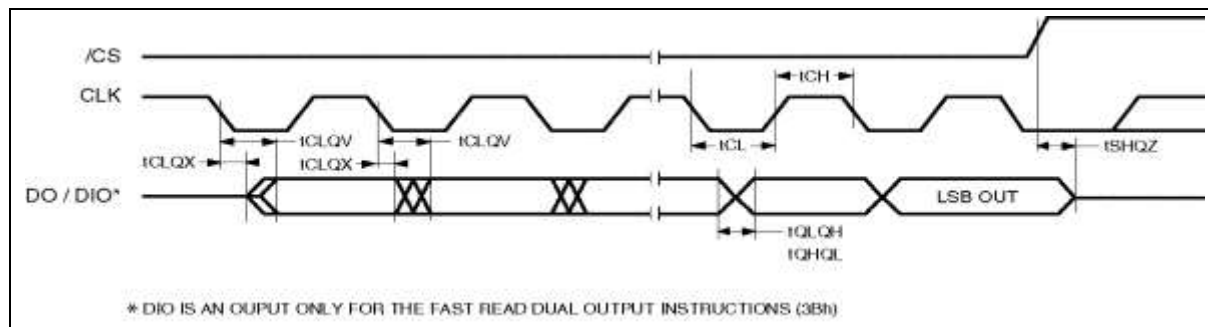 /CS
tCH
CLK
tCLQV
tCLQV
tCL
tSHQZ
tCLQX
tCLQX
DO / DIO*
LSB OUT
tQLQH
tQHQL
* DIO IS AN OUPUT ONLY FOR THE FAST READ DUAL OUTPUT INSTRUCTIONS (3Bh)